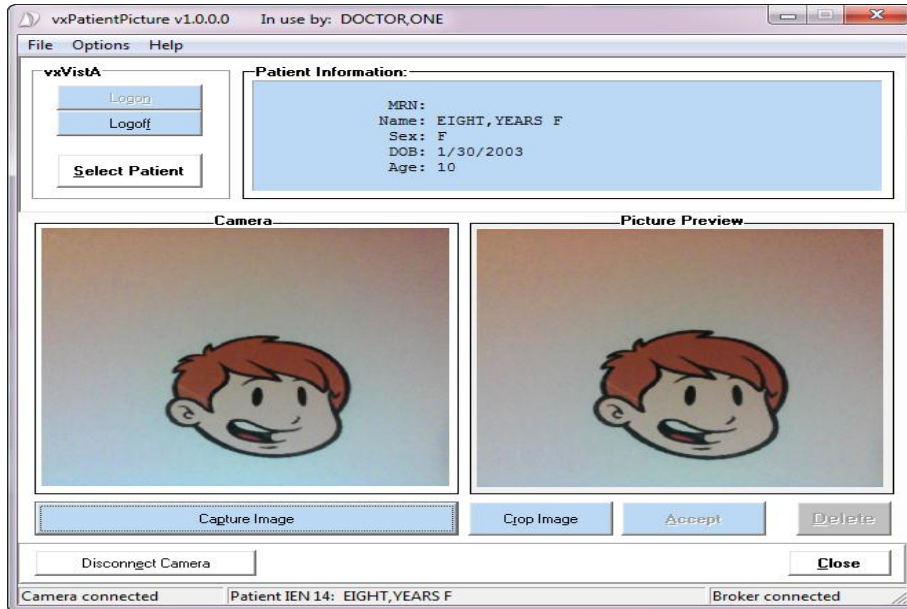 vxPatientPicture v1.0.0.0 In use by: DOCTOR,ONE
File Options Help
vxVistA
Logon
Logoff
Select Patient
Patient Information:
MRN:
Name: EIGHT,YEARS F
Sex: F
DOB: 1/30/2003
Age: 10
Camera
Picture Preview
Capture Image
Crop Image
Accept
Delete
Disconnect Camera
Close
Camera connected
Patient IEN 14: EIGHT,YEARS F
Broker connected